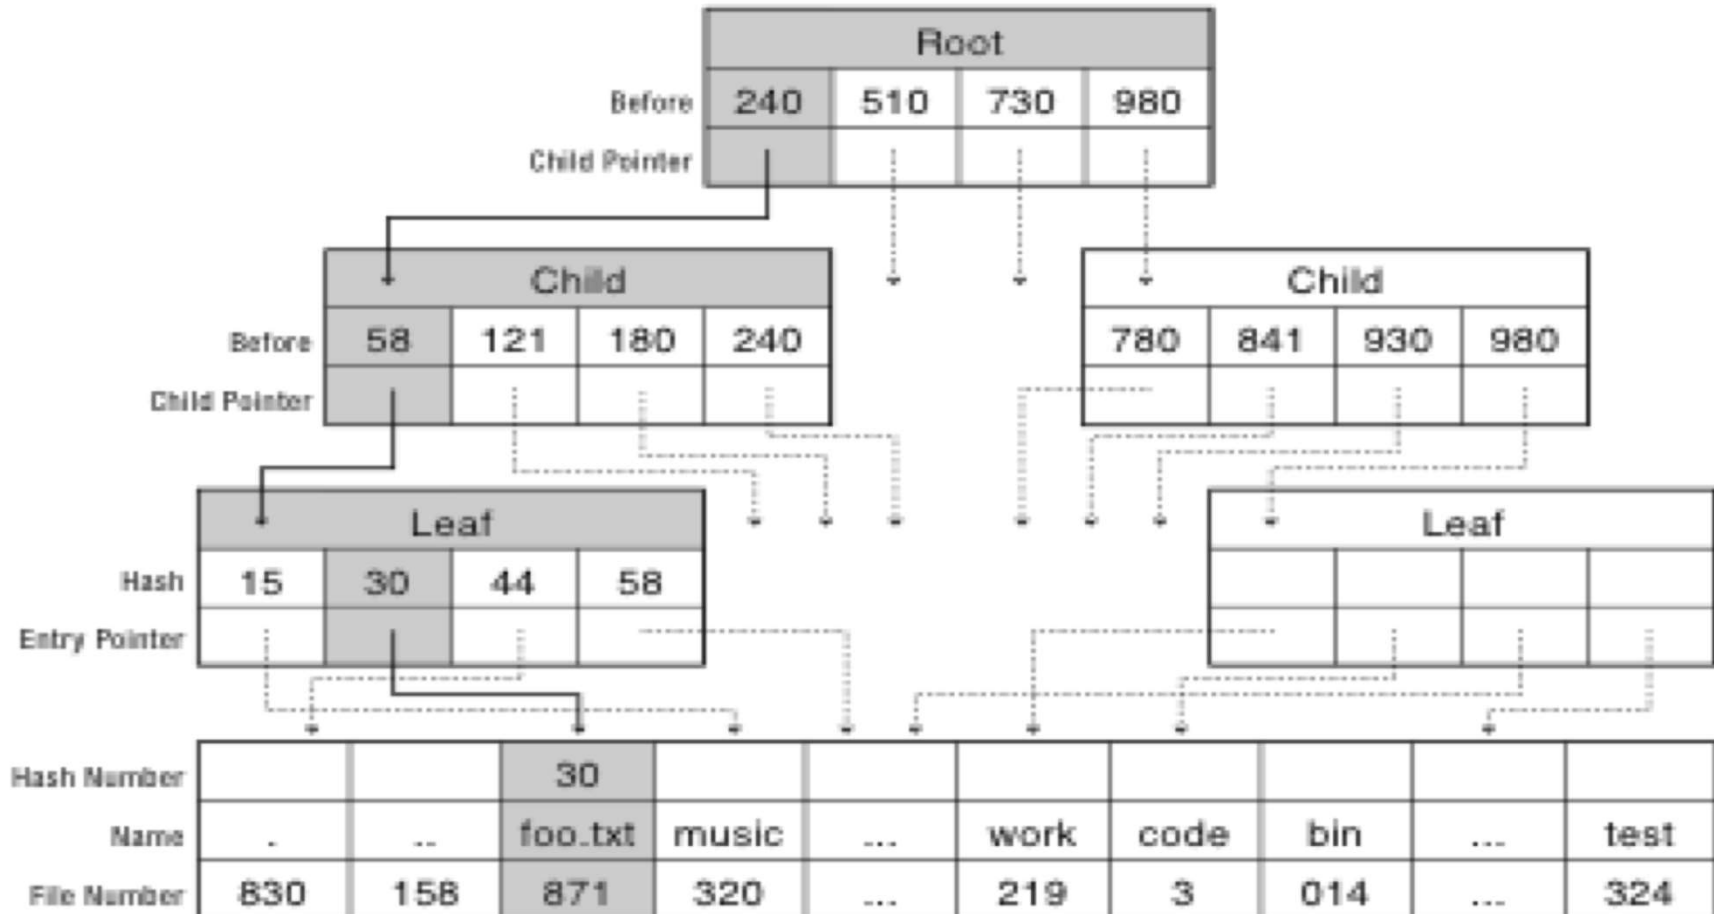 Root
Before 240 510 730 980
Child Pointer
Child Child
Before 58 121 180 240 780 841 930 980
Child Pointer
Leaf Leaf
Hash 15 30 44 58
Entry Pointer
Hash Number 30
Name . .. foo.txt music ... work code bin ... test
File Number 830 158 871 320 ... 219 3 014 ... 324